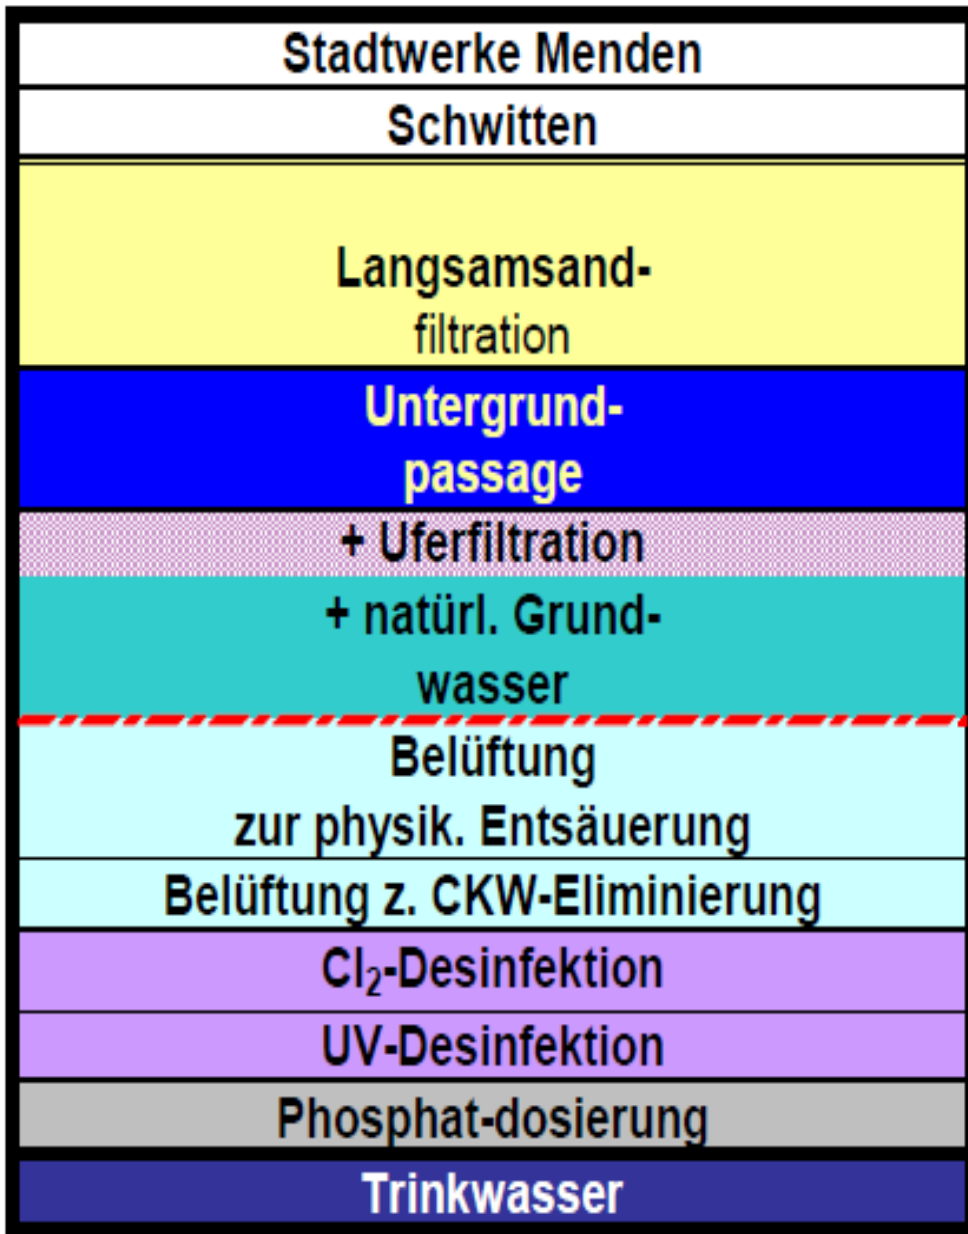 Stadtwerke Menden
Schwitten
Langsamsand-
filtration
Untergrund-
passage
+ Uferfiltration
+ natürl. Grund-
wasser
Belüftung
zur physik. Entsäuerung
Belüftung z. CKW-Eliminierung
Cl₂-Desinfektion
UV-Desinfektion
Phosphat-dosierung
Trinkwasser